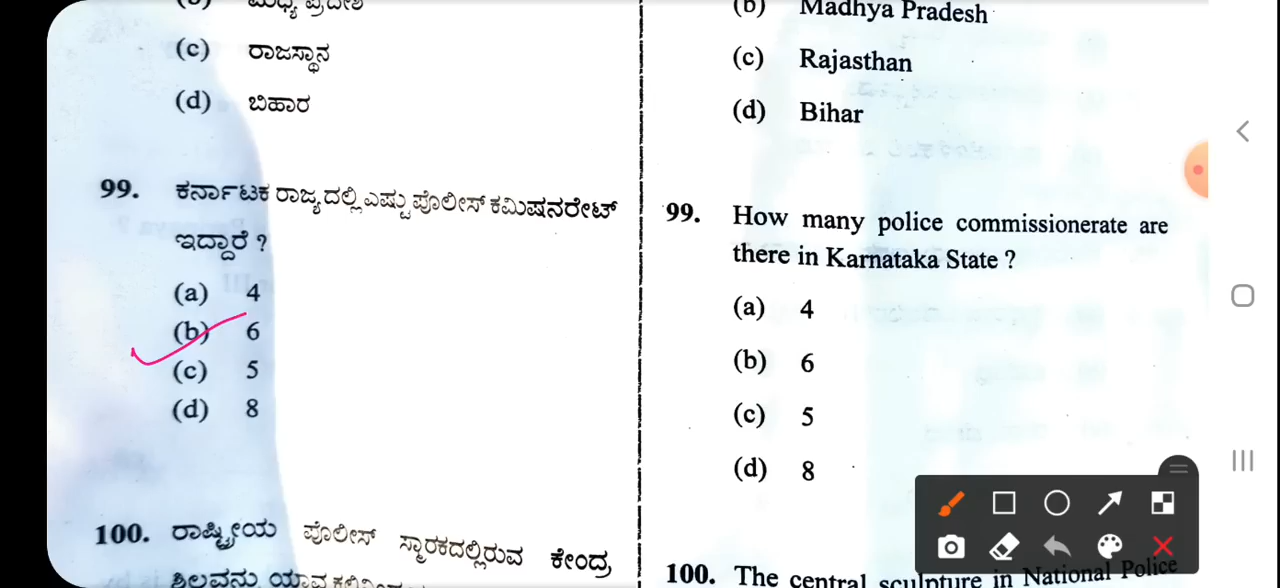 ಮಧ್ಯ ಪ್ರದೇಶ
(c) ರಾಜಸ್ಥಾನ
(d) ಬಿಹಾರ
99. ಕರ್ನಾಟಕ ರಾಜ್ಯದಲ್ಲಿ ಎಷ್ಟು ಪೊಲೀಸ್ ಕಮಿಷನರೇಟ್
ಇದ್ದಾರೆ ?
(a) 4
(b) 6
(c) 5
(d) 8
100. ರಾಷ್ಟ್ರೀಯ ಪೊಲೀಸ್ ಸ್ಮಾರಕದಲ್ಲಿರುವ ಕೇಂದ್ರ
(b) Madhya Pradesh
(c) Rajasthan
(d) Bihar
99. How many police commissionerate are
there in Karnataka State ?
(a) 4
(b) 6
(c) 5
(d) 8
100. The central sculpture in National Police